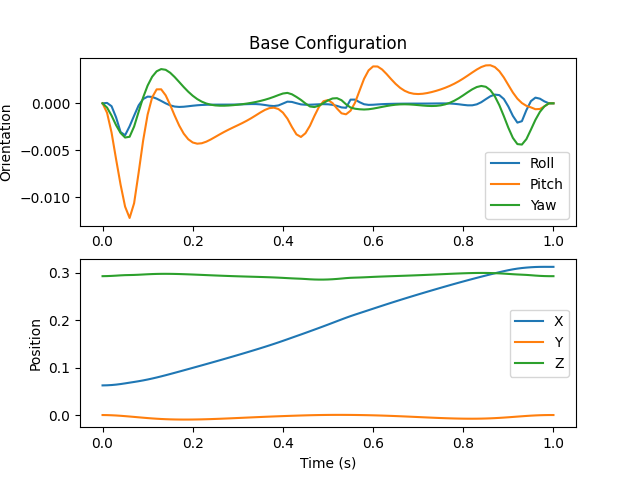 Base Configuration
Orientation
0.000
−0.005
−0.010
Roll
Pitch
Yaw
0.0 0.2 0.4 0.6 0.8 1.0
Position
0.3
0.2
0.1
0.0
X
Y
Z
0.0 0.2 0.4 0.6 0.8 1.0
Time (s)